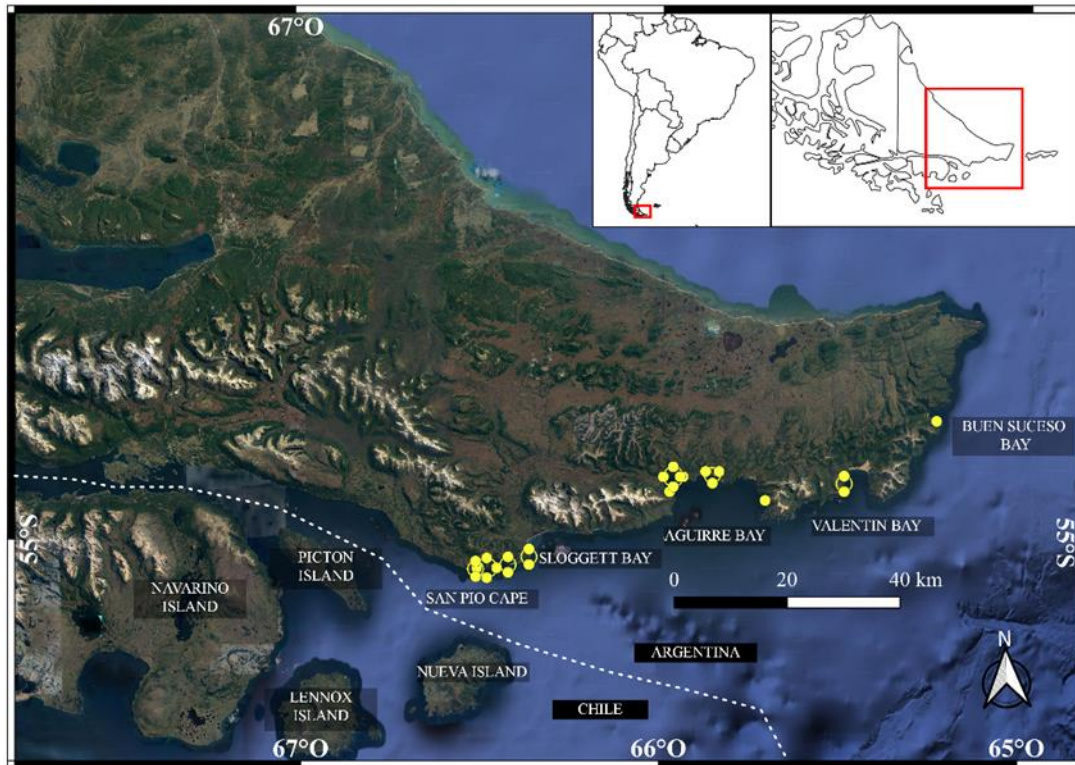 67°O
BUEN SUCESO
BAY
VALENTIN BAY
AGUIRRE BAY
55°S
55°S
SLOGGETT BAY
PICTON
ISLAND
NAVARINO
ISLAND
SAN PIO CAPE
0 20 40 km
NUEVA ISLAND
ARGENTINA
N
LENNOX
ISLAND
CHILE
67°O
66°O
65°O